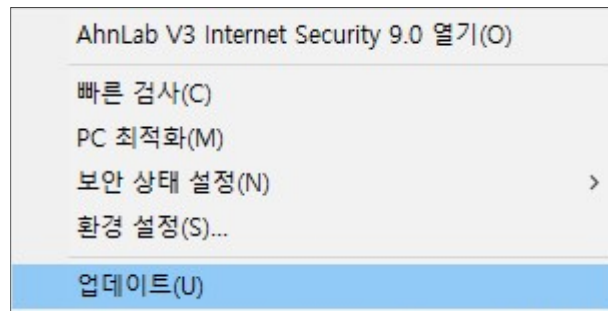 AhnLab V3 Internet Security 9.0 열기(O)
빠른 검사(C)
PC 최적화(M)
보안 상태 설정(N)
환경 설정(S)...
업데이트(U)